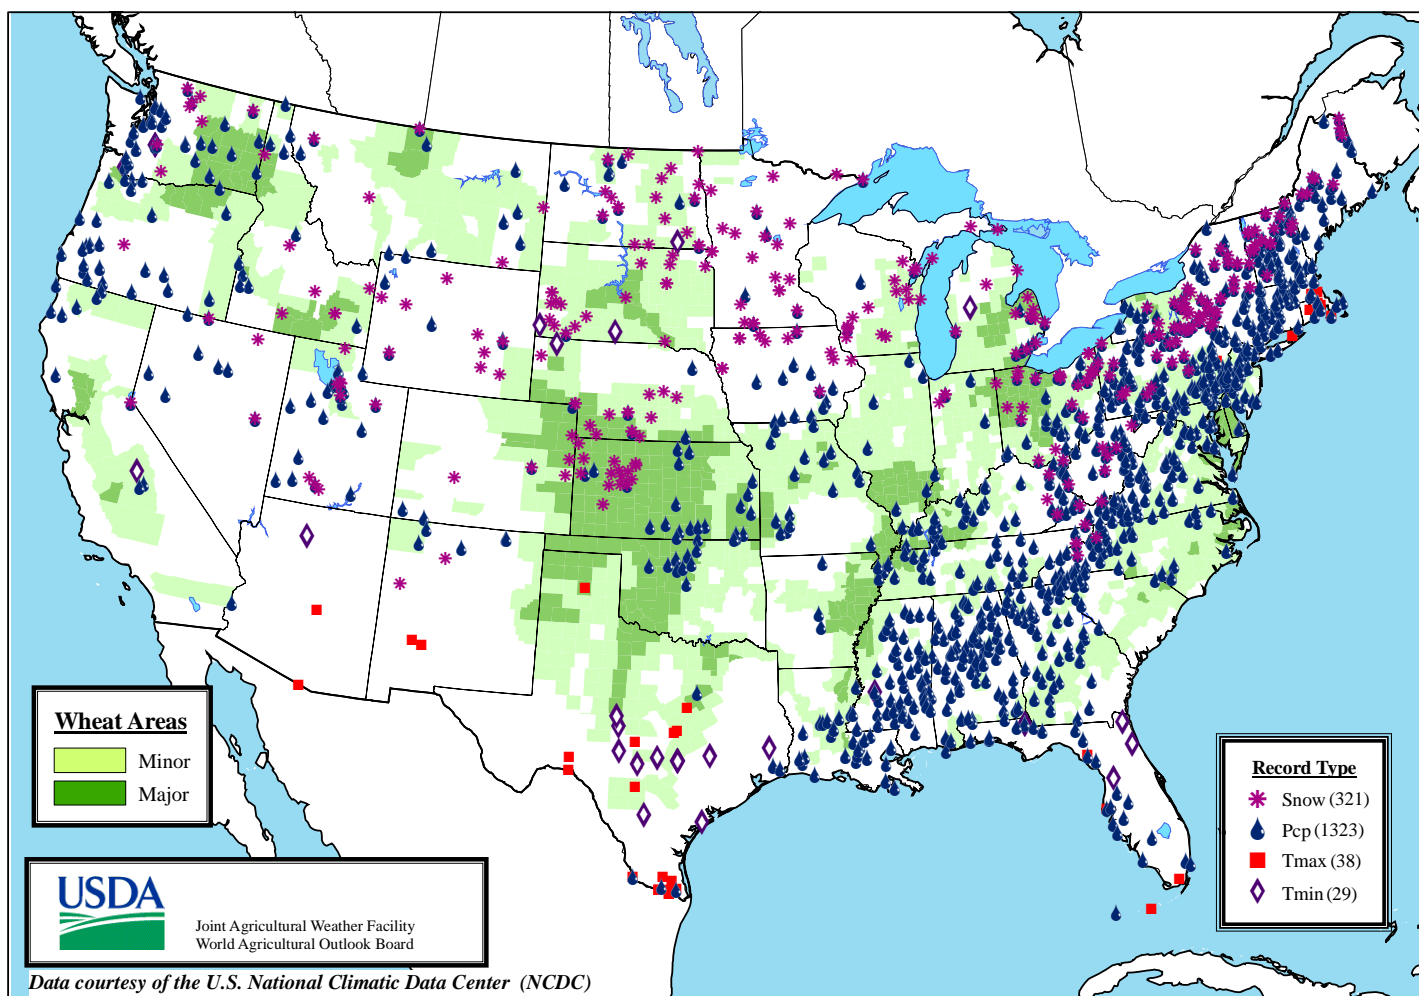 Wheat Areas
Minor
Major
Record Type
Snow (321)
Pcp (1323)
Tmax (38)
Tmin (29)
USDA
Joint Agricultural Weather Facility
World Agricultural Outlook Board
Data courtesy of the U.S. National Climatic Data Center (NCDC)